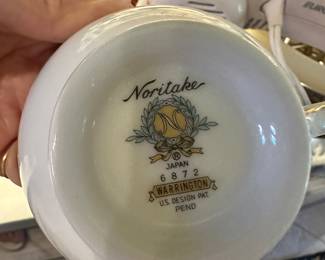 Noritake
N
®
JAPAN
6872
WARRINGTON
U.S. DESIGN PAT.
PEND